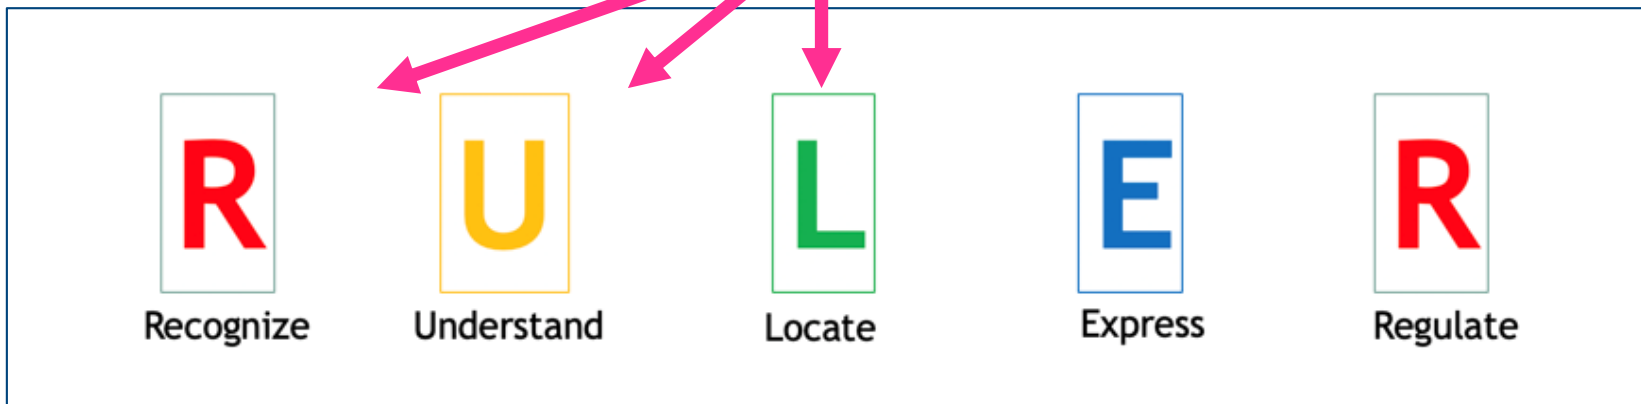 R U L E R
Recognize Understand Locate Express Regulate